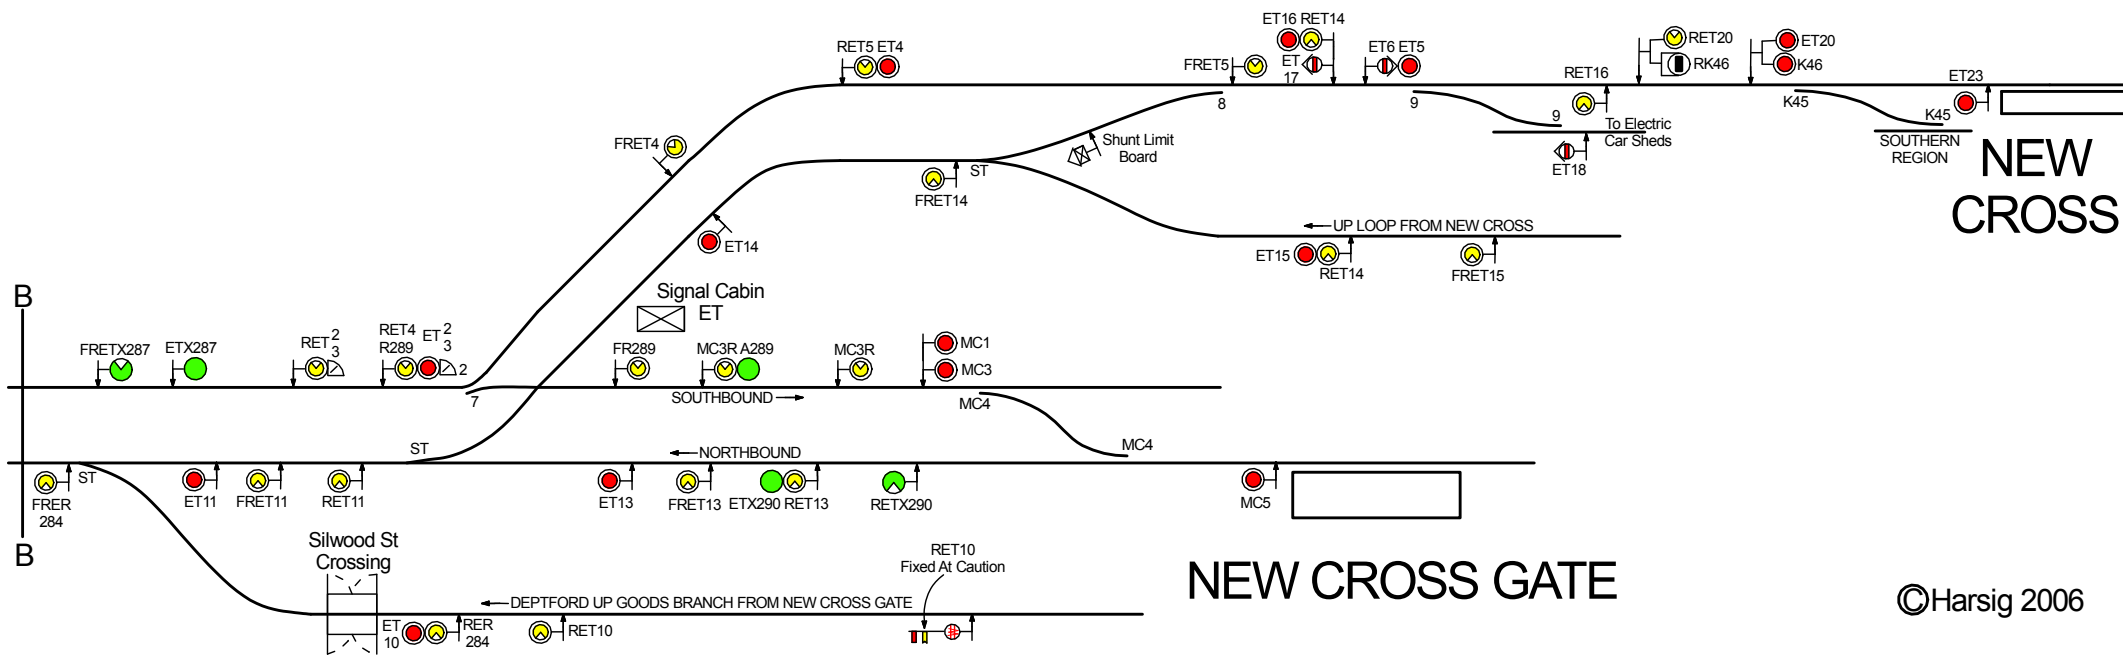 ET16 RET14
RET5 ET4
FRET5
ET
17
ET6 ET5
RET20
RK46
ET20
K46
RET16
ET23
8
9
9
To Electric
Car Sheds
K45
K45
SOUTHERN
REGION
NEW
CROSS
FRET4
Shunt Limit
Board
ET18
ST
FRET14
ET14
UP LOOP FROM NEW CROSS
ET15
RET14
FRET15
B
Signal Cabin
ET
FRETX287
ETX287
RET 2
3
RET4
R289
ET 2
3
2
FR289
MC3R A289
MC3R
MC1
MC3
7
SOUTHBOUND
MC4
MC4
ST
NORTHBOUND
ST
FRER
284
ET11
FRET11
RET11
ET13
FRET13
ETX290 RET13
RETX290
MC5
B
Silwood St
Crossing
RET10
Fixed At Caution
NEW CROSS GATE
DEPTFORD UP GOODS BRANCH FROM NEW CROSS GATE
ET
10
RER
284
RET10
©Harsig 2006